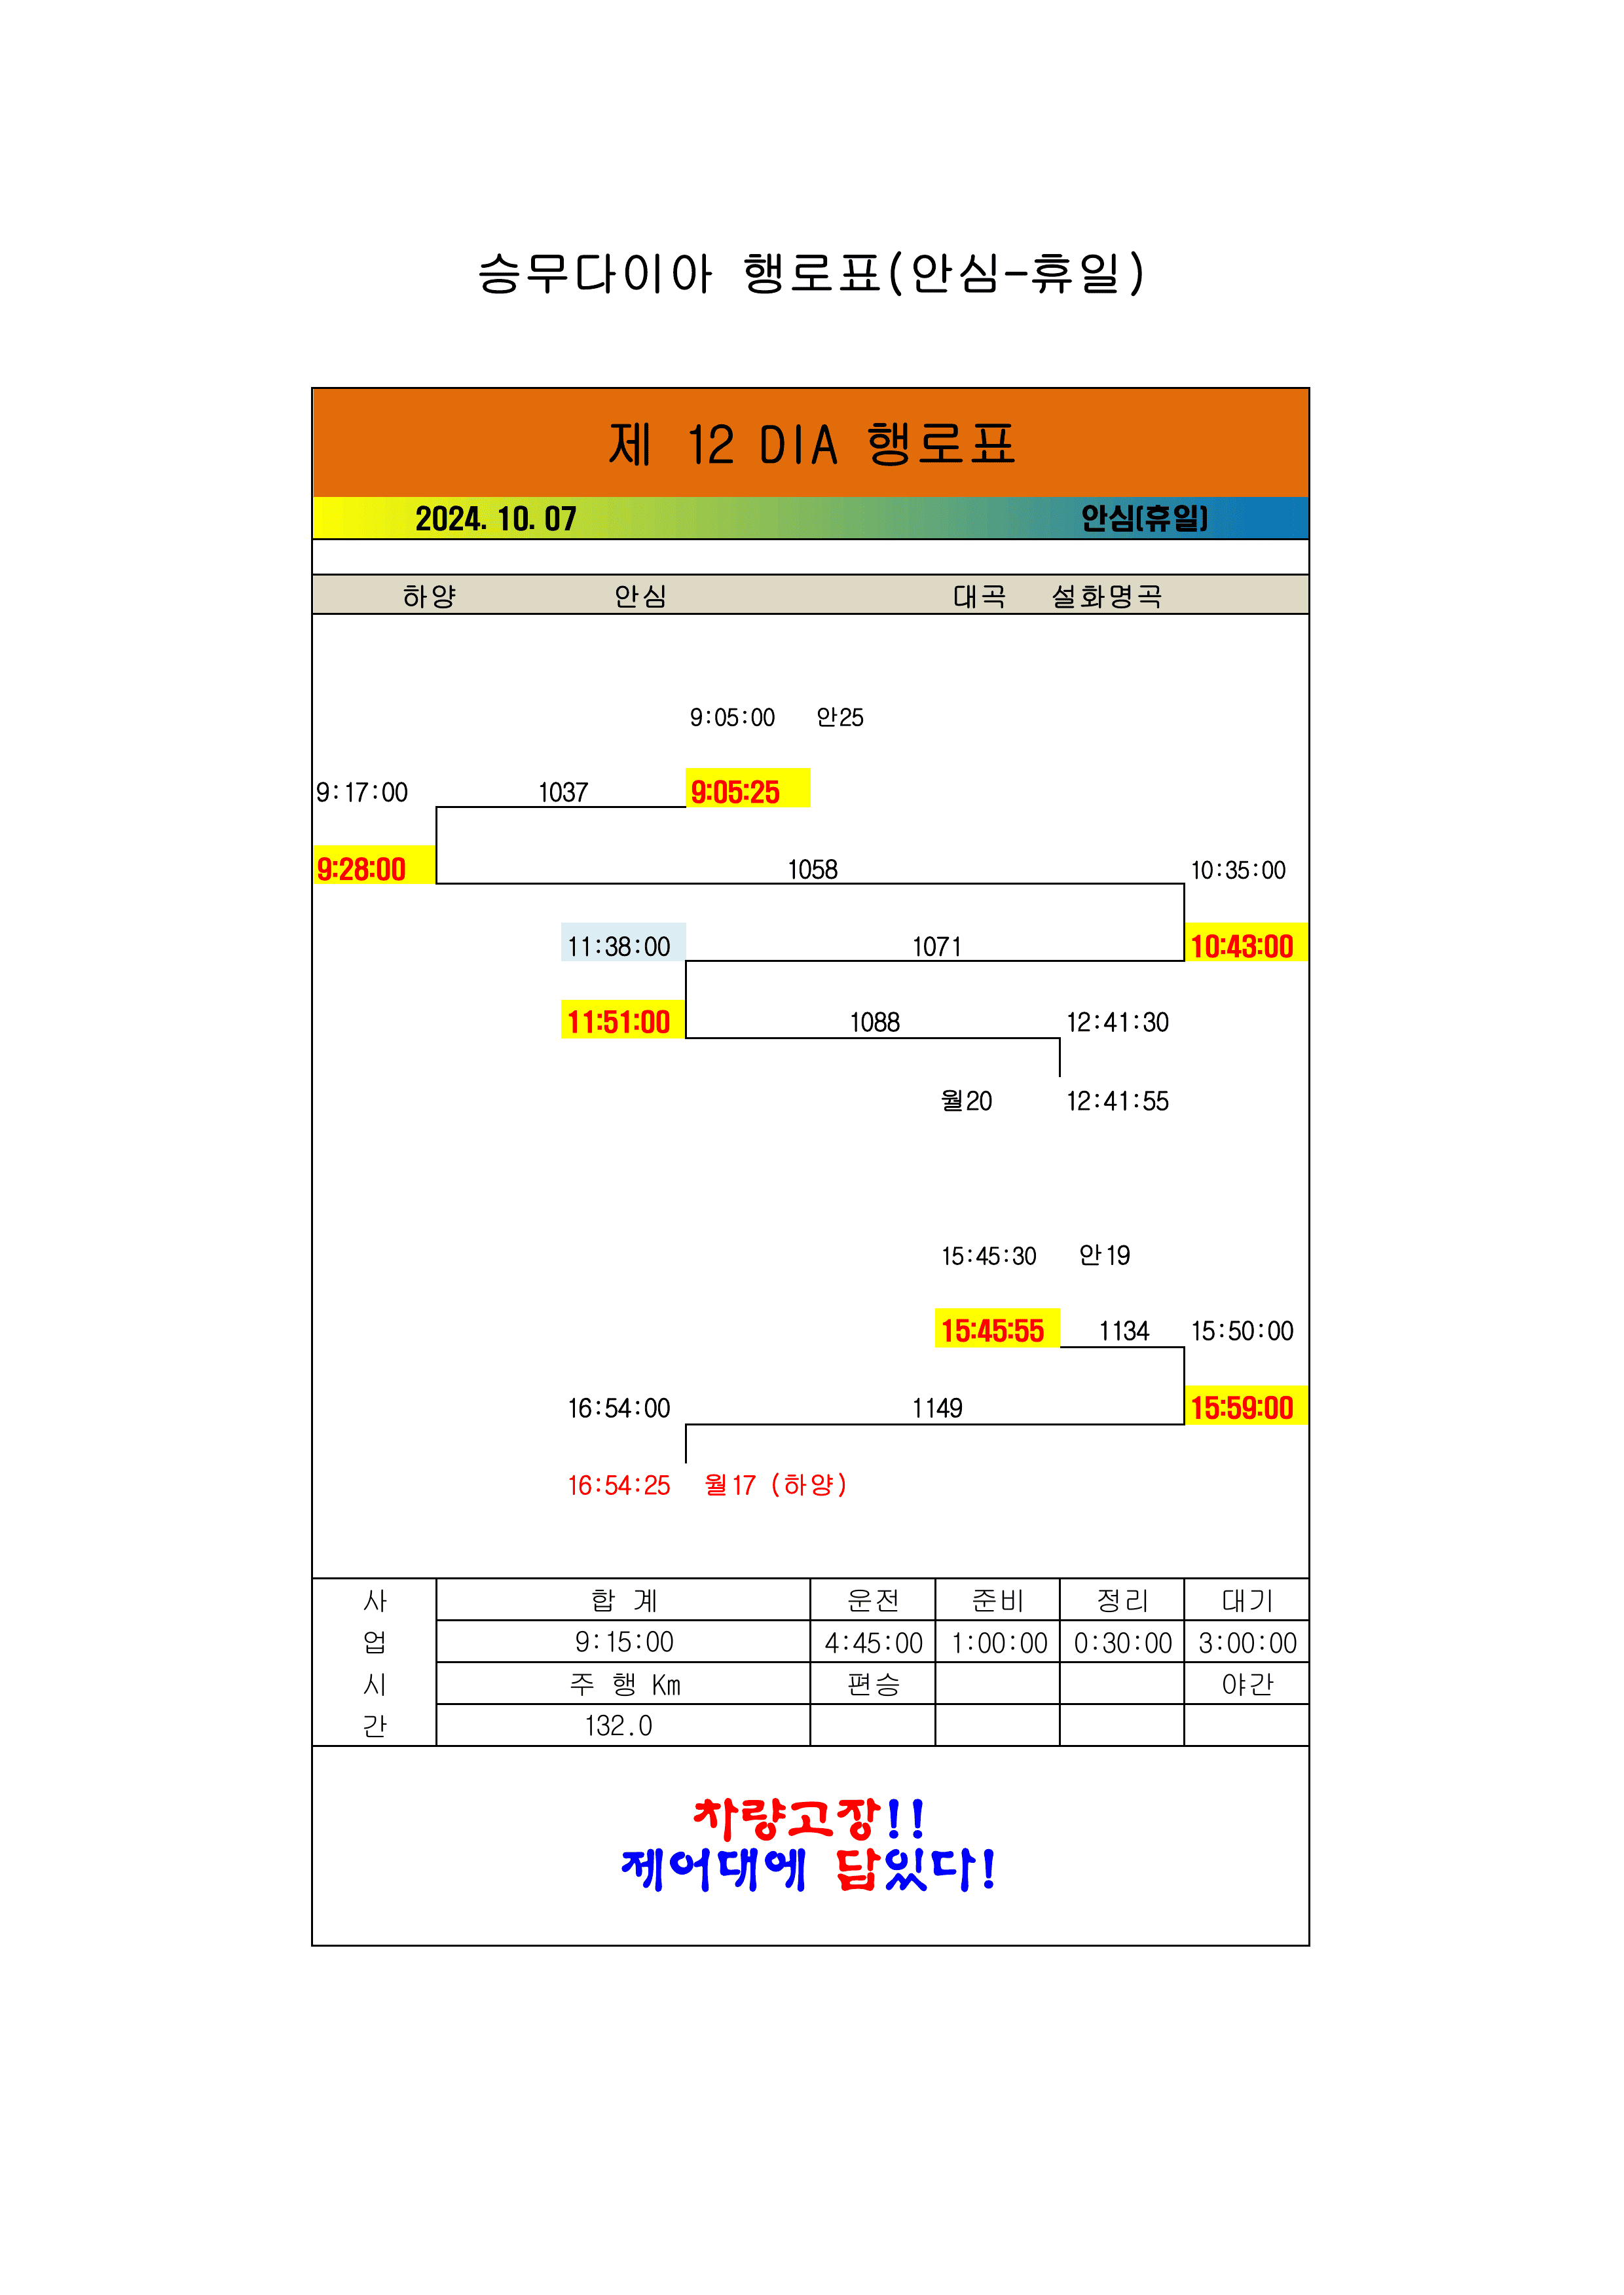 승무다이아 행로표(안심-휴일)
제 12 DIA 행로표
2024. 10. 07 안심(휴일)
하양 안심 대곡 설화명곡
9:05:00 안25
9:17:00 1037 9:05:25
9:28:00 1058 10:35:00
11:38:00 1071 10:43:00
11:51:00 1088 12:41:30
월20 12:41:55
15:45:30 안19
15:45:55 1134 15:50:00
16:54:00 1149 15:59:00
16:54:25 월17 (하양)
사 합 계 운전 준비 정리 대기
업 9:15:00 4:45:00 1:00:00 0:30:00 3:00:00
시 주 행 Km 편승 야간
간 132.0
차량고장!!
제어대에 답있다!